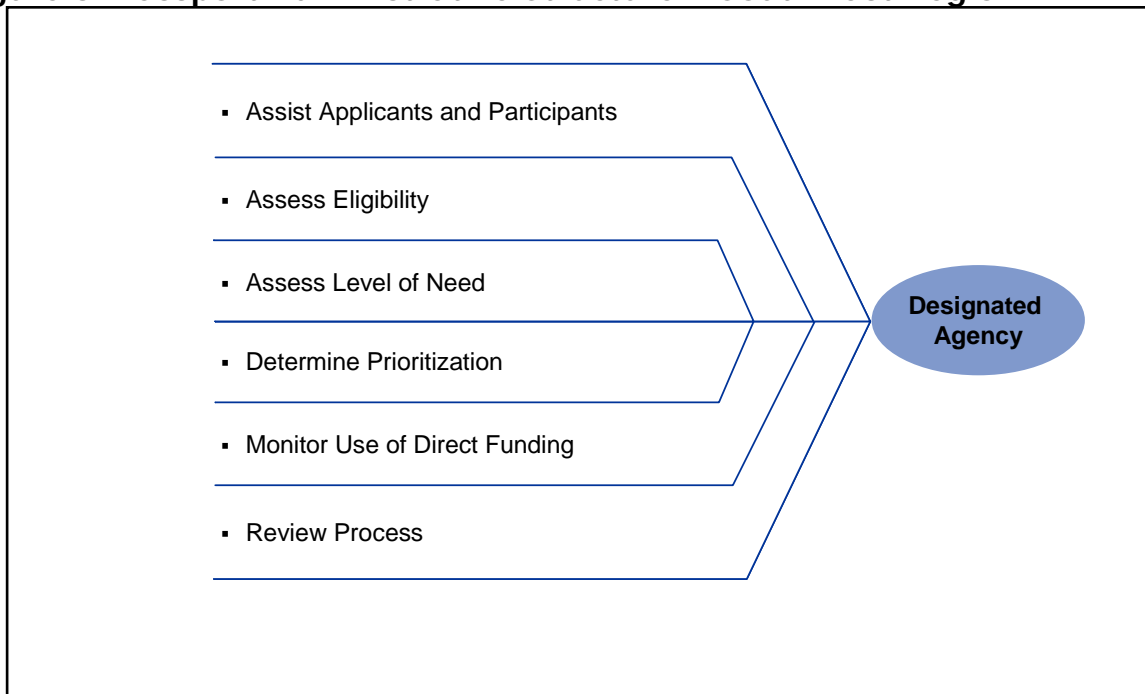 ▪ Assist Applicants and Participants
▪ Assess Eligibility
▪ Assess Level of Need
▪ Determine Prioritization
▪ Monitor Use of Direct Funding
▪ Review Process
Designated
Agency